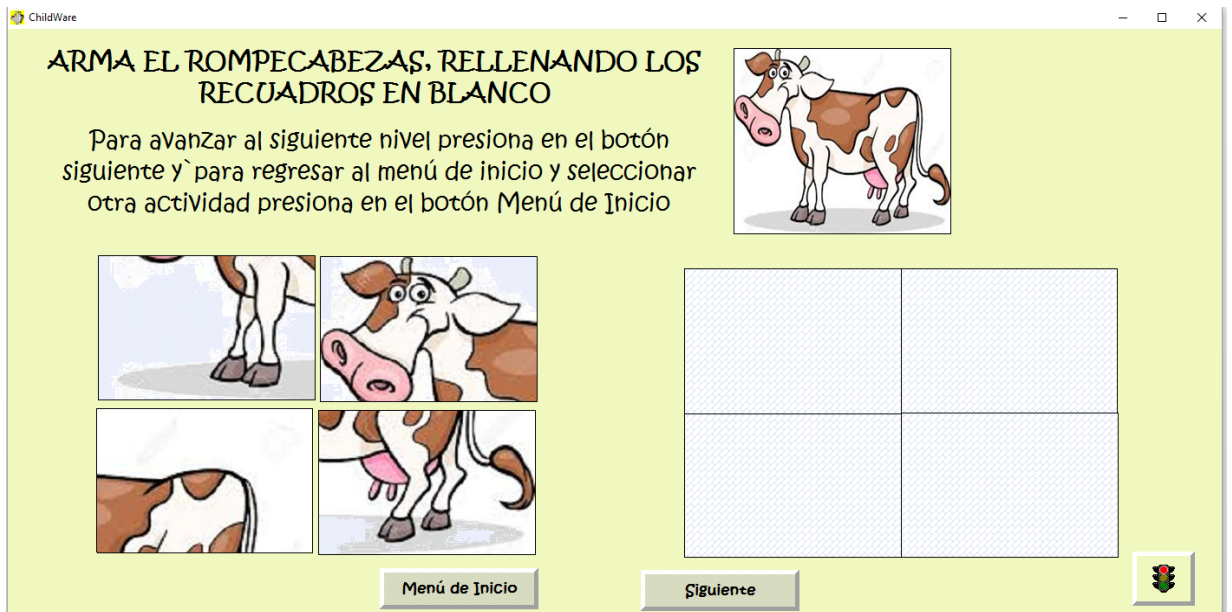 ChildWare
ARMA EL ROMPECABEZAS, RELLENANDO LOS
RECUADROS EN BLANCO
Para avanzar al siguiente nivel presiona en el botón
siguiente y`para regresar al menú de inicio y seleccionar
otra actividad presiona en el botón Menú de Inicio
Menú de Inicio
Siguiente